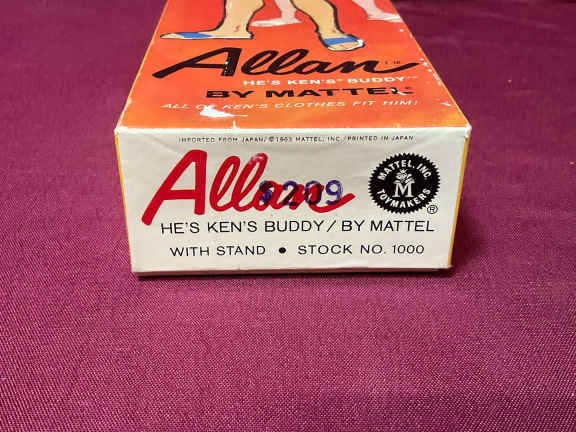 Allan
HE'S KEN'S BUDDY
BY MATTEL
ALL OF KEN'S CLOTHES FIT HIM!
IMPORTED FROM JAPAN/©1963 MATTEL, INC./PRINTED IN JAPAN
Allan
$209
MATTEL, INC.
M
TOYMAKERS
®
HE'S KEN'S BUDDY/BY MATTEL
WITH STAND • STOCK NO. 1000